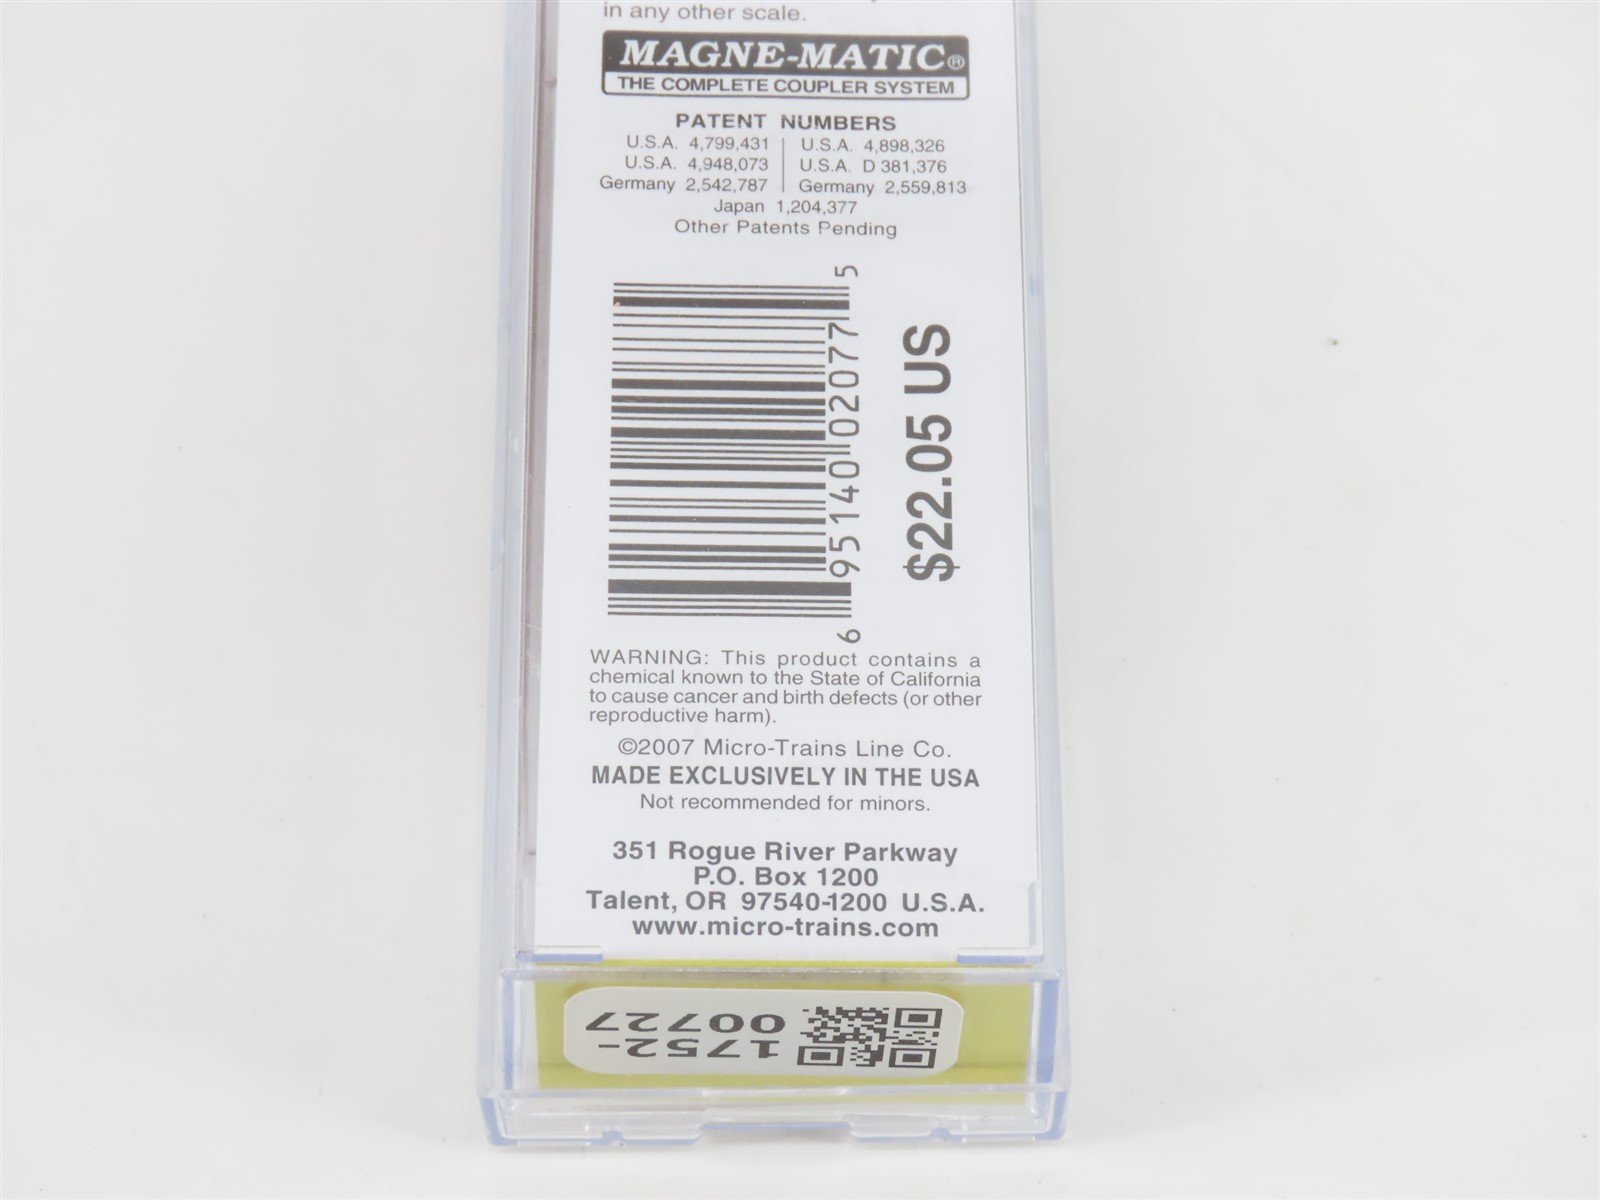 in any other scale.
MAGNE-MATIC®
THE COMPLETE COUPLER SYSTEM
PATENT NUMBERS
U.S.A. 4,799,431 | U.S.A. 4,898,326
U.S.A. 4,948,073 | U.S.A. D 381,376
Germany 2,542,787 | Germany 2,559,813
Japan 1,204,377
Other Patents Pending
6 95140 02077 5
$22.05 US
WARNING: This product contains a
chemical known to the State of California
to cause cancer and birth defects (or other
reproductive harm).
©2007 Micro-Trains Line Co.
MADE EXCLUSIVELY IN THE USA
Not recommended for minors.
351 Rogue River Parkway
P.O. Box 1200
Talent, OR 97540-1200 U.S.A.
www.micro-trains.com
1752-
00727